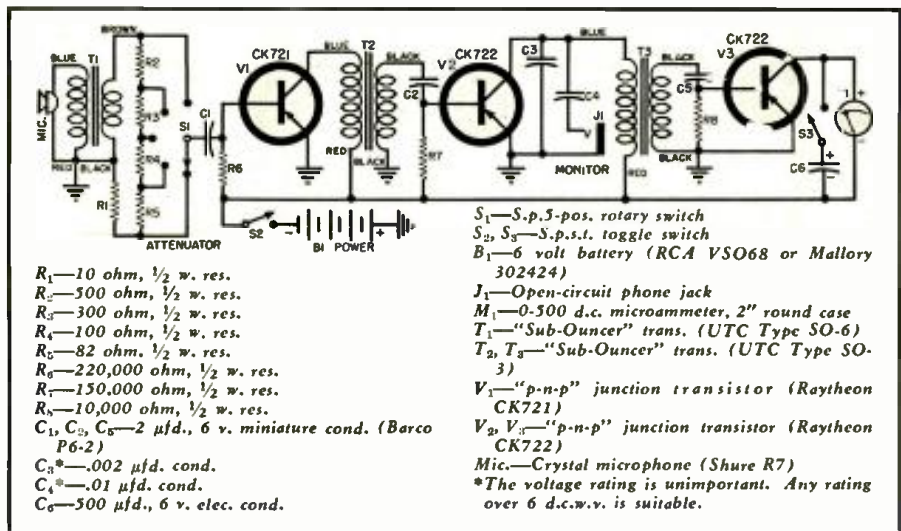 BROWN
BLUE
T1
MIC.
RED
BLACK
R1
R2
R3
R4
R5
S1
C1
ATTENUATOR
R6
V1
CK721
BLUE
T2
BLACK
RED
BLACK
C2
R7
V2
CK722
C3
BLUE
C4
J1
MONITOR
T3
BLACK
RED
BLACK
C5
R8
V3
CK722
S3
C6
+
-
S2
- B1 POWER +
R₁—10 ohm, ½ w. res.
R₂—500 ohm, ½ w. res.
R₃—300 ohm, ½ w. res.
R₄—100 ohm, ½ w. res.
R₅—82 ohm, ½ w. res.
R₆—220,000 ohm, ½ w. res.
R₇—150,000 ohm, ½ w. res.
R₈—10,000 ohm, ½ w. res.
C₁, C₂, C₅—2 µfd., 6 v. miniature cond. (Barco
P6-2)
C₃*—.002 µfd. cond.
C₄*—.01 µfd. cond.
C₆—500 µfd., 6 v. elec. cond.
S₁—S.p.5-pos. rotary switch
S₂, S₃—S.p.s.t. toggle switch
B₁—6 volt battery (RCA VSO68 or Mallory
302424)
J₁—Open-circuit phone jack
M₁—0-500 d.c. microammeter, 2" round case
T₁—"Sub-Ouncer" trans. (UTC Type SO-6)
T₂, T₃—"Sub-Ouncer" trans. (UTC Type SO-
3)
V₁—"p-n-p" junction transistor (Raytheon
CK721)
V₂, V₃—"p-n-p" junction transistor (Raytheon
CK722)
Mic.—Crystal microphone (Shure R7)
*The voltage rating is unimportant. Any rating
over 6 d.c.w.v. is suitable.